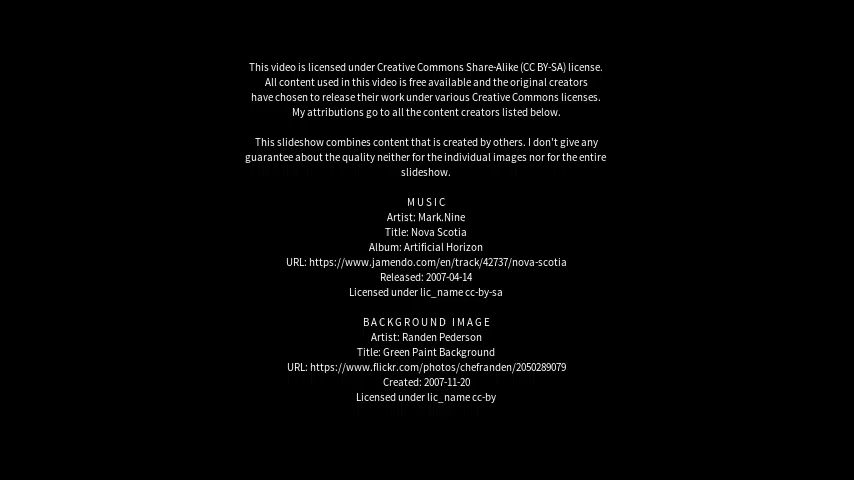 This video is licensed under Creative Commons Share-Alike (CC BY-SA) license.
All content used in this video is free available and the original creators
have chosen to release their work under various Creative Commons licenses.
My attributions go to all the content creators listed below.
This slideshow combines content that is created by others. I don't give any
guarantee about the quality neither for the individual images nor for the entire
slideshow.
MUSIC
Artist: Mark.Nine
Title: Nova Scotia
Album: Artificial Horizon
URL: https://www.jamendo.com/en/track/42737/nova-scotia
Released: 2007-04-14
Licensed under lic_name cc-by-sa
BACKGROUND IMAGE
Artist: Randen Pederson
Title: Green Paint Background
URL: https://www.flickr.com/photos/chefranden/2050289079
Created: 2007-11-20
Licensed under lic_name cc-by